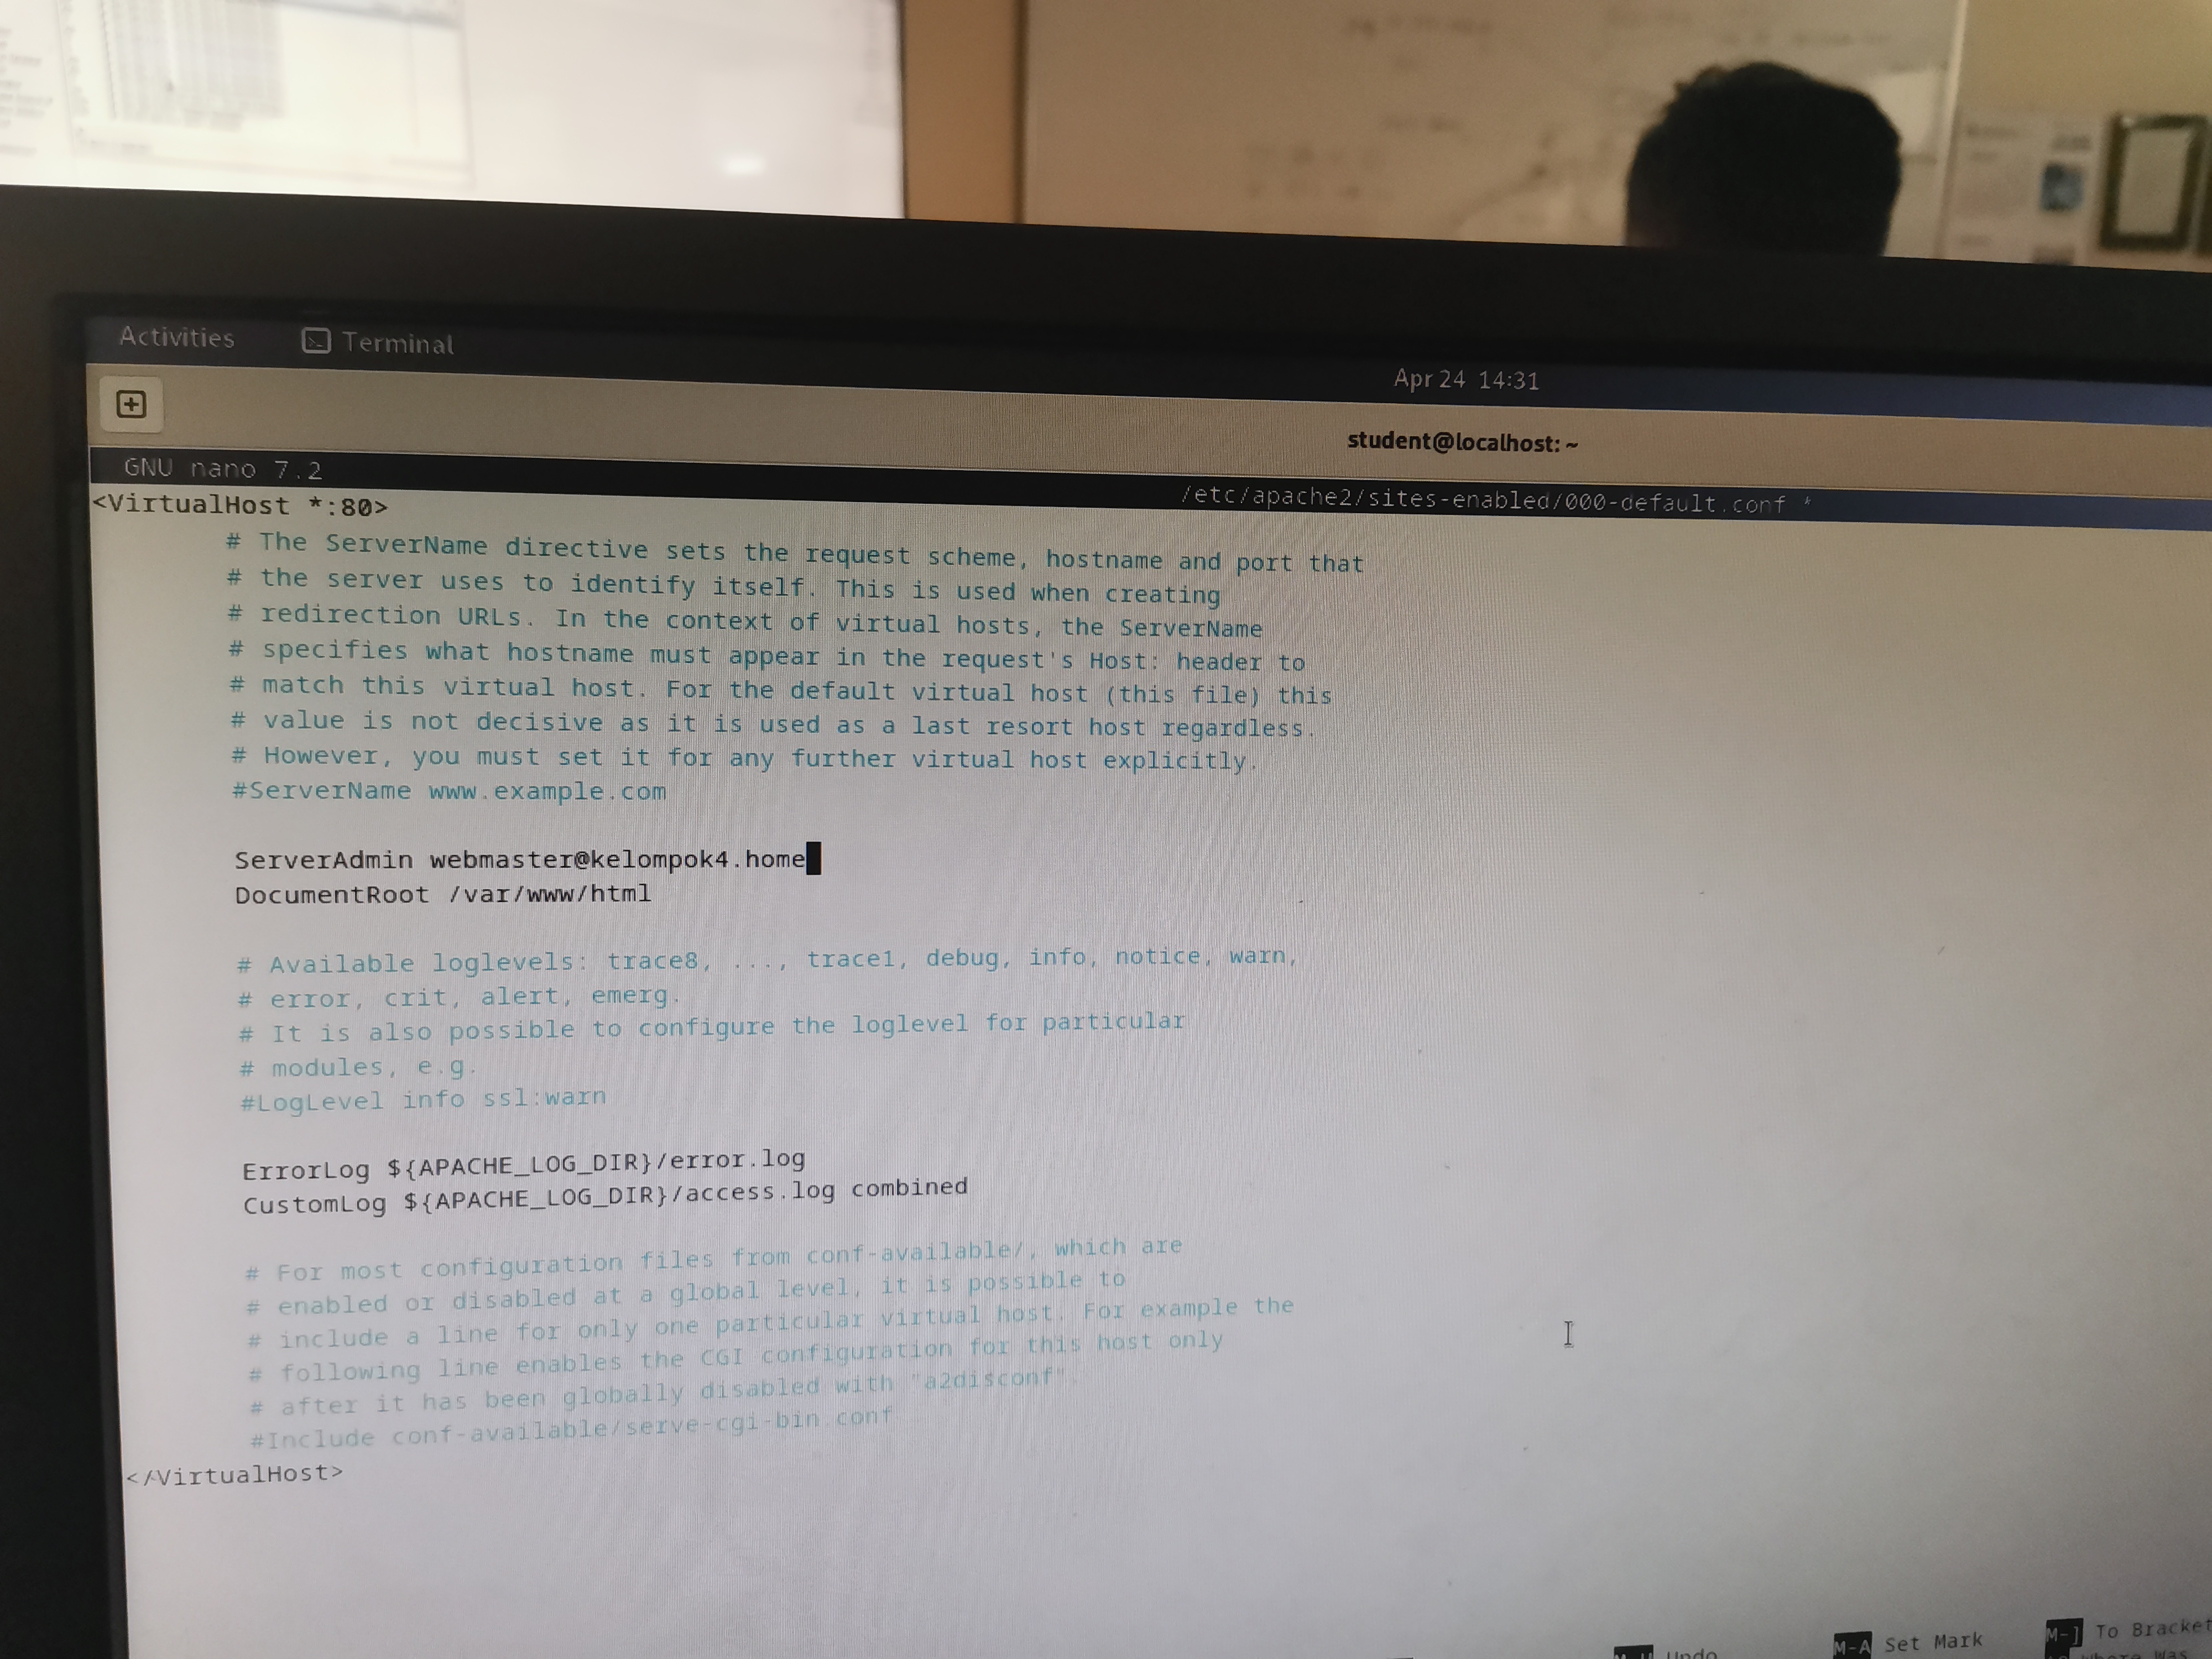 Activities
Terminal
Apr 24 14:31
student@localhost: ~
GNU nano 7.2
/etc/apache2/sites-enabled/000-default.conf *
<VirtualHost *:80>
# The ServerName directive sets the request scheme, hostname and port that
# the server uses to identify itself. This is used when creating
# redirection URLs. In the context of virtual hosts, the ServerName
# specifies what hostname must appear in the request's Host: header to
# match this virtual host. For the default virtual host (this file) this
# value is not decisive as it is used as a last resort host regardless.
# However, you must set it for any further virtual host explicitly.
#ServerName www.example.com
ServerAdmin webmaster@kelompok4.home
DocumentRoot /var/www/html
# Available loglevels: trace8, ..., trace1, debug, info, notice, warn,
# error, crit, alert, emerg.
# It is also possible to configure the loglevel for particular
# modules, e.g.
#LogLevel info ssl:warn
ErrorLog ${APACHE_LOG_DIR}/error.log
CustomLog ${APACHE_LOG_DIR}/access.log combined
# For most configuration files from conf-available/, which are
# enabled or disabled at a global level, it is possible to
# include a line for only one particular virtual host. For example the
# following line enables the CGI configuration for this host only
# after it has been globally disabled with "a2disconf".
#Include conf-available/serve-cgi-bin.conf
</VirtualHost>
M-U Undo
M-A Set Mark
M-] To Bracket
Where Was